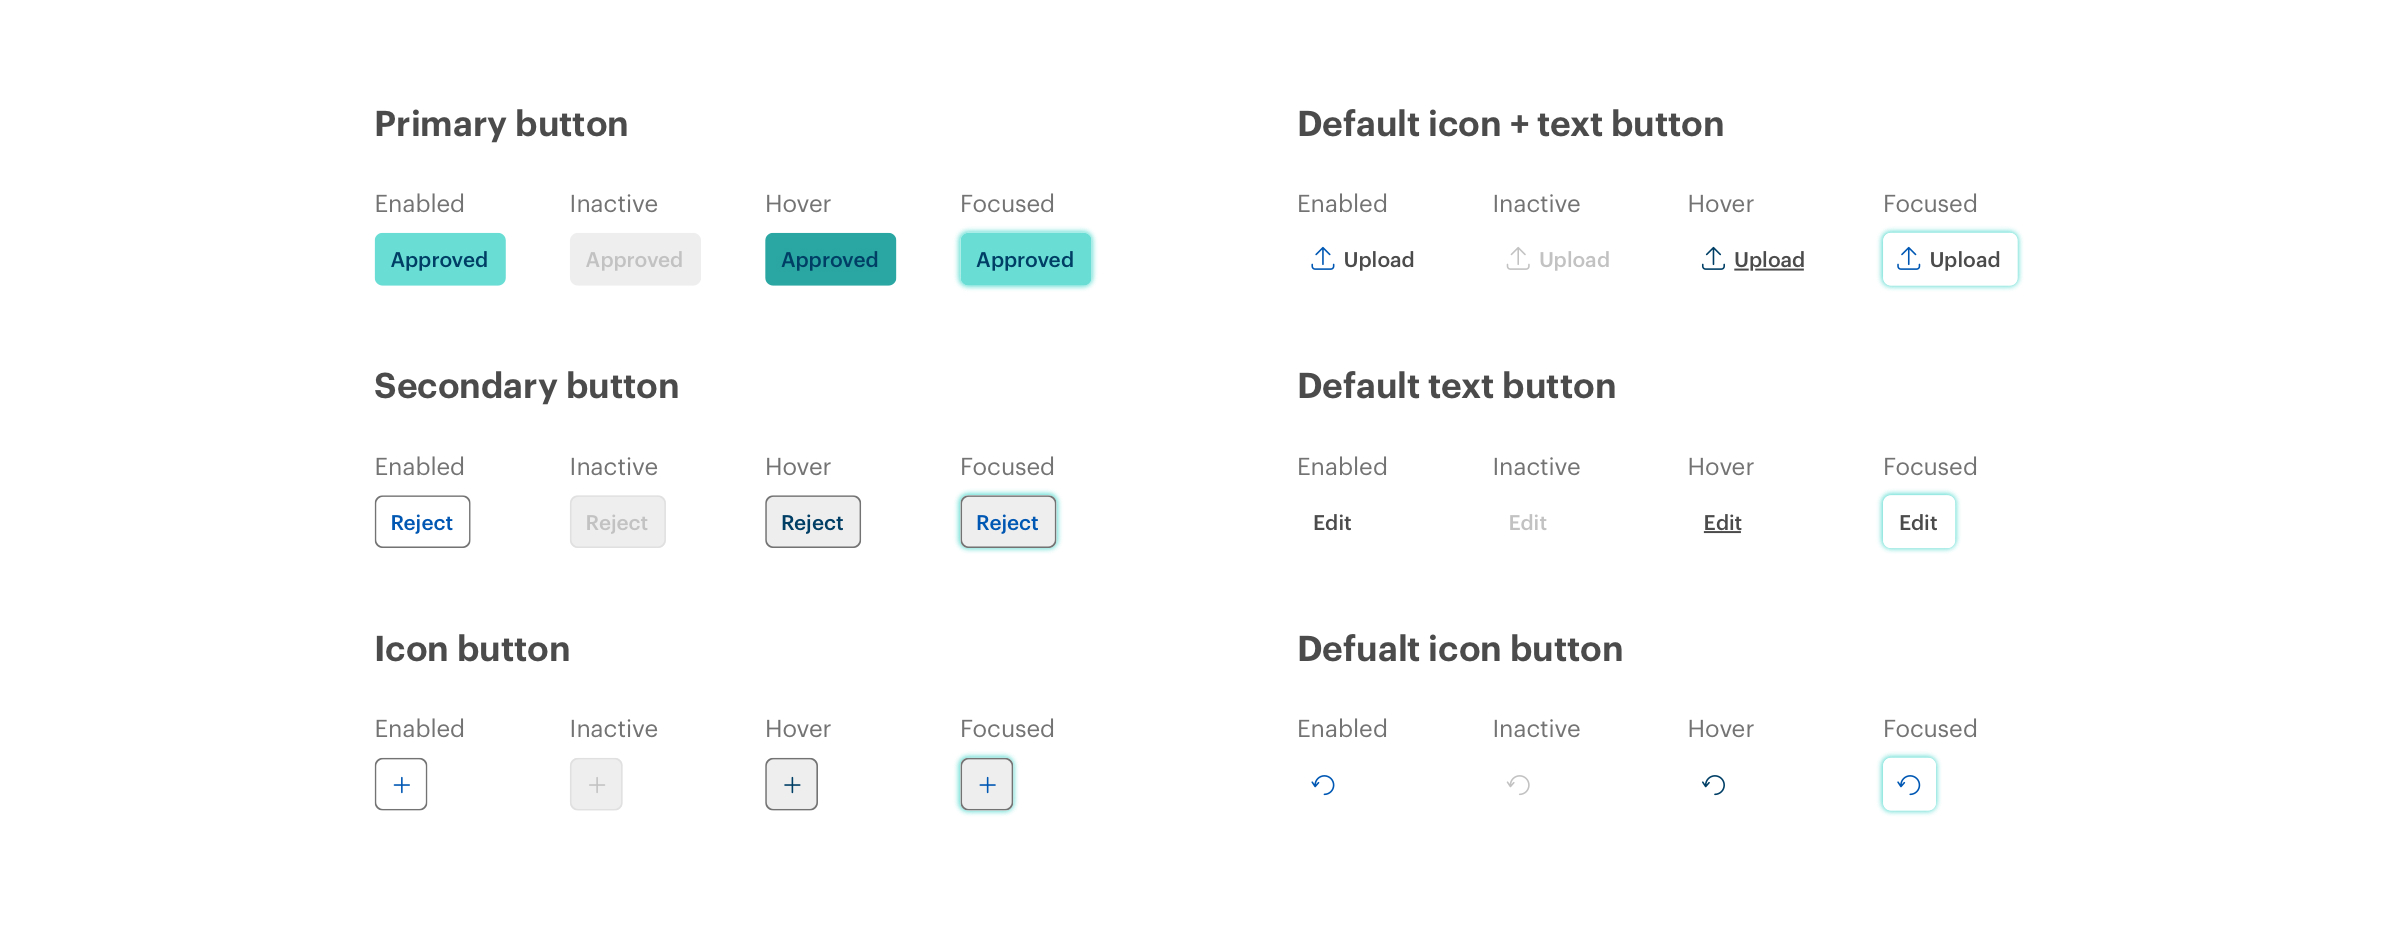 Primary button
Enabled Inactive Hover Focused
Approved Approved Approved Approved
Secondary button
Enabled Inactive Hover Focused
Reject Reject Reject Reject
Icon button
Enabled Inactive Hover Focused
Default icon + text button
Enabled Inactive Hover Focused
Upload Upload Upload Upload
Default text button
Enabled Inactive Hover Focused
Edit Edit Edit Edit
Defualt icon button
Enabled Inactive Hover Focused